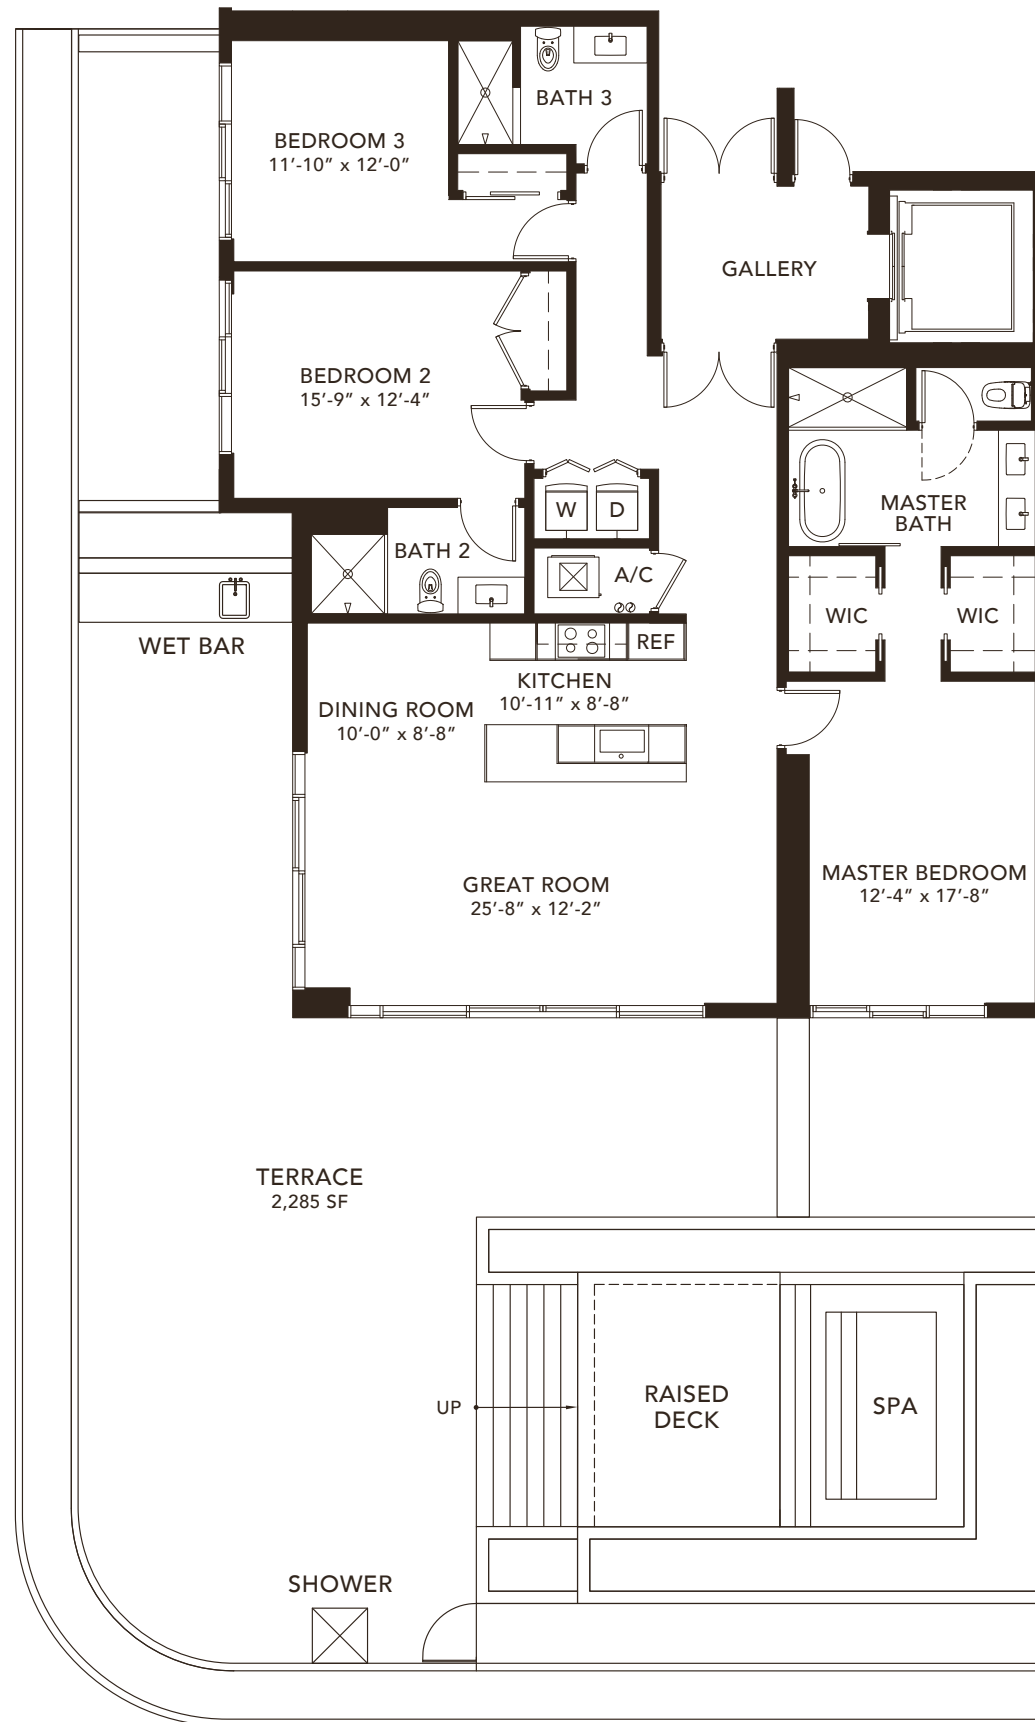 BATH 3
BEDROOM 3
11'-10" x 12'-0"
GALLERY
BEDROOM 2
15'-9" x 12'-4"
W
D
MASTER
BATH
BATH 2
A/C
WIC
WIC
WET BAR
REF
KITCHEN
10'-11" x 8'-8"
DINING ROOM
10'-0" x 8'-8"
GREAT ROOM
25'-8" x 12'-2"
MASTER BEDROOM
12'-4" x 17'-8"
TERRACE
2,285 SF
UP
RAISED
DECK
SPA
SHOWER